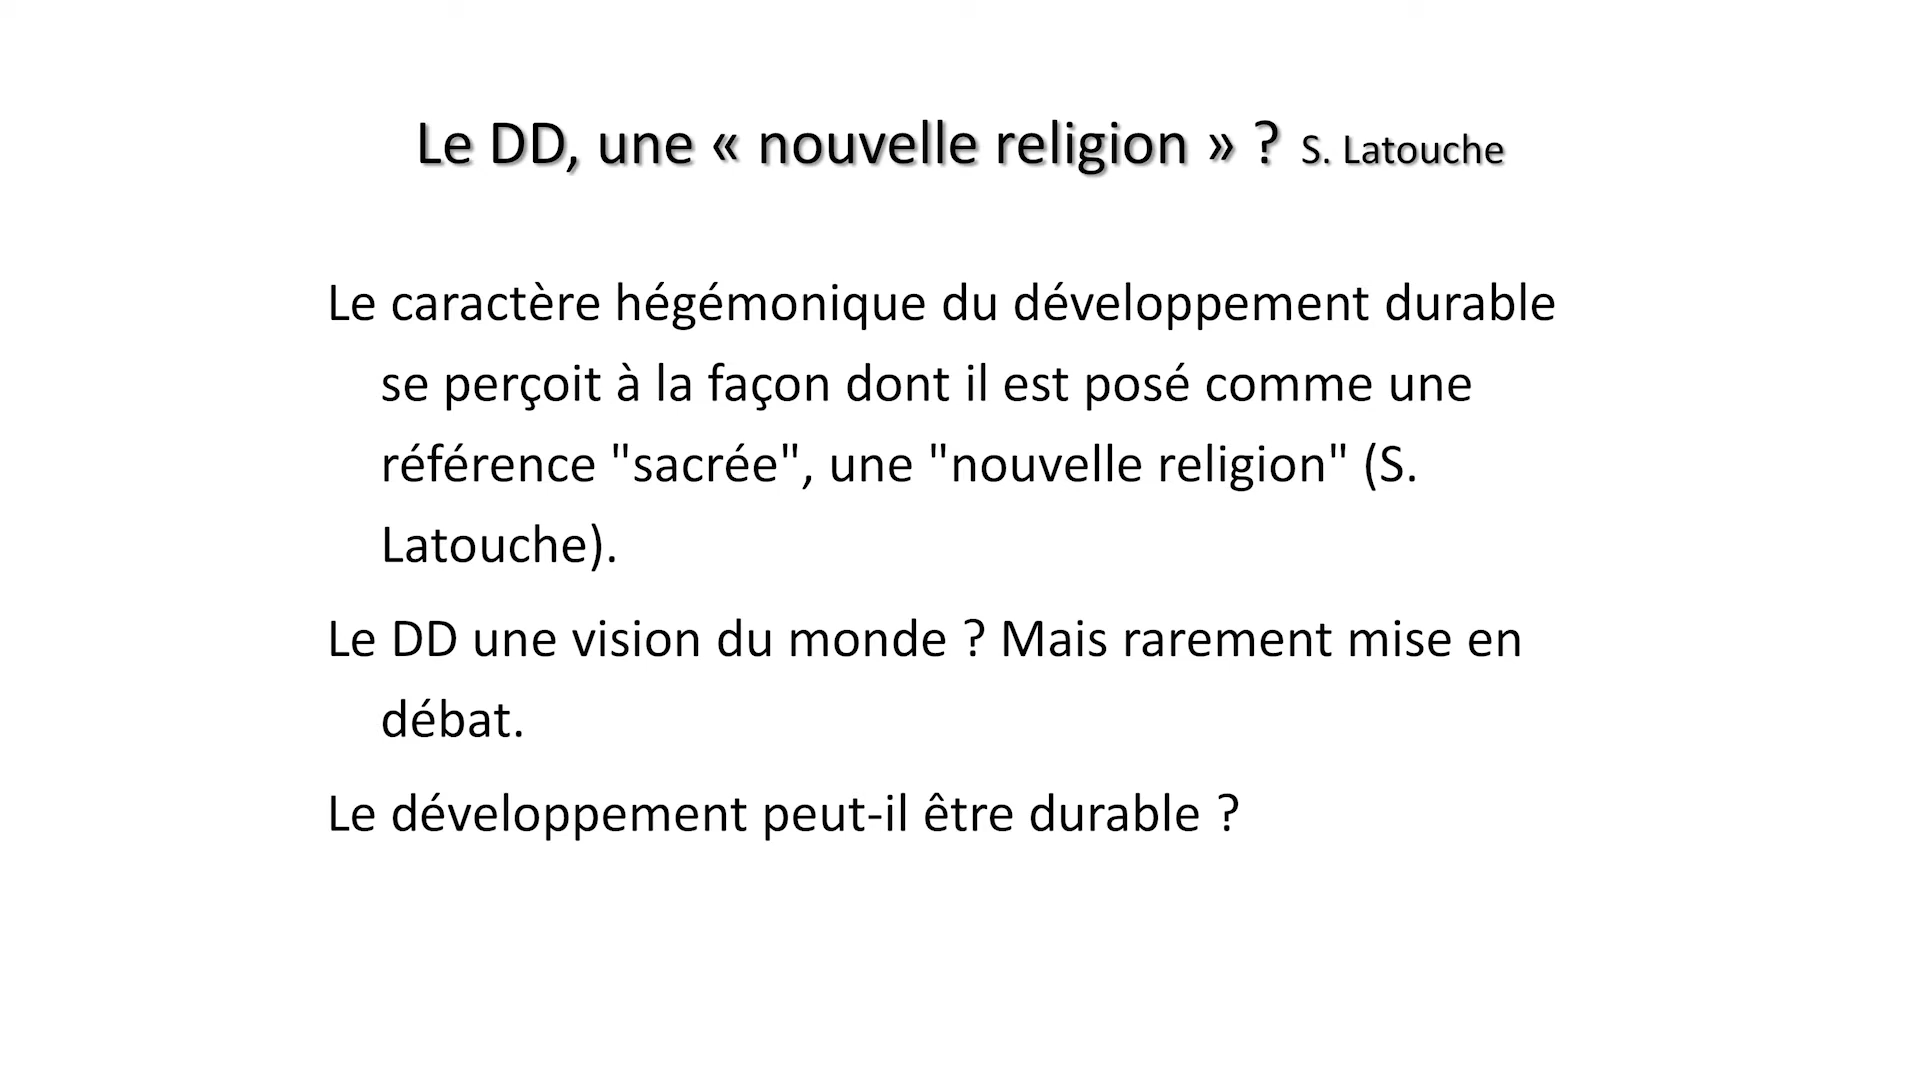 Le DD, une « nouvelle religion » ? S. Latouche
Le caractère hégémonique du développement durable
se perçoit à la façon dont il est posé comme une
référence "sacrée", une "nouvelle religion" (S.
Latouche).
Le DD une vision du monde ? Mais rarement mise en
débat.
Le développement peut-il être durable ?